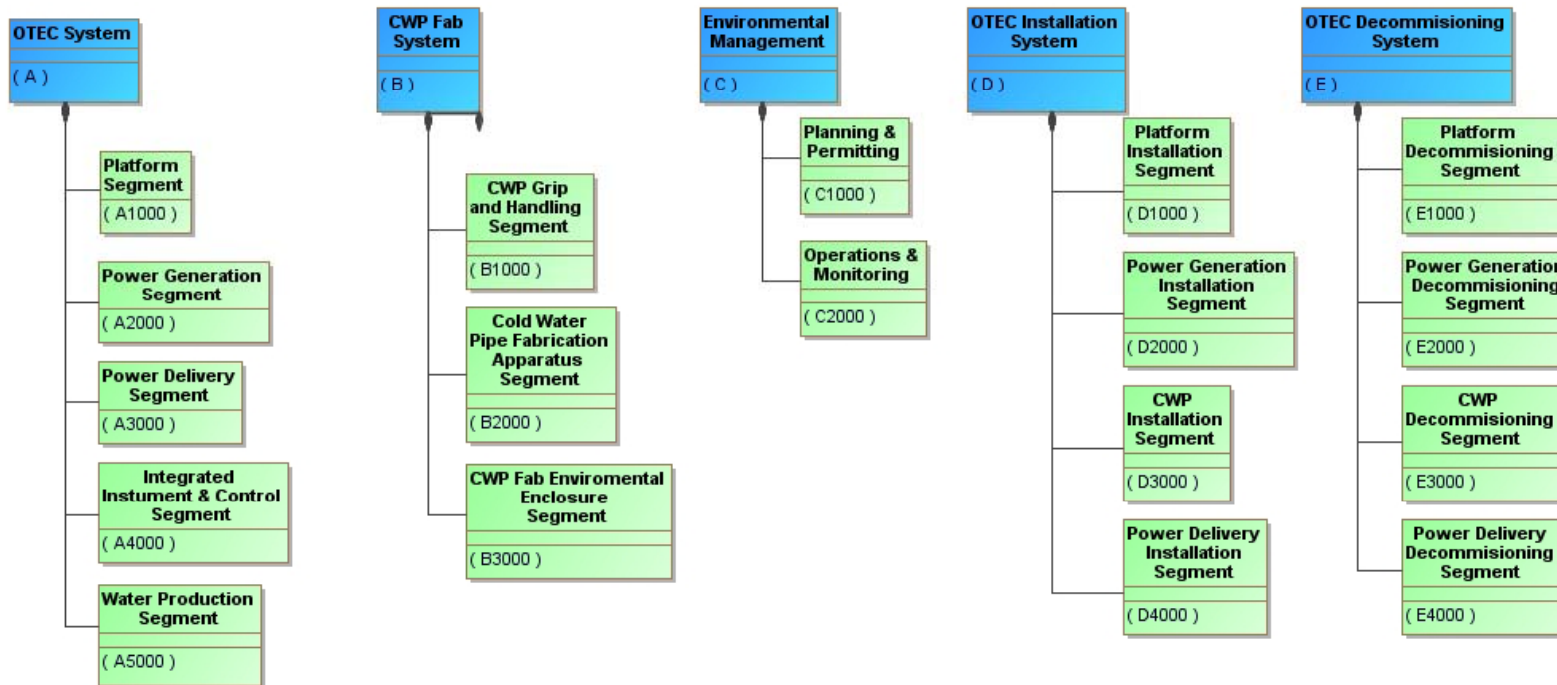 OTEC System
( A )
Platform
Segment
( A1000 )
Power Generation
Segment
( A2000 )
Power Delivery
Segment
( A3000 )
Integrated
Instument & Control
Segment
( A4000 )
Water Production
Segment
( A5000 )
CWP Fab
System
( B )
CWP Grip
and Handling
Segment
( B1000 )
Cold Water
Pipe Fabrication
Apparatus
Segment
( B2000 )
CWP Fab Enviromental
Enclosure
Segment
( B3000 )
Environmental
Management
( C )
Planning &
Permitting
( C1000 )
Operations &
Monitoring
( C2000 )
OTEC Installation
System
( D )
Platform
Installation
Segment
( D1000 )
Power Generation
Installation
Segment
( D2000 )
CWP
Installation
Segment
( D3000 )
Power Delivery
Installation
Segment
( D4000 )
OTEC Decommisioning
System
( E )
Platform
Decommisioning
Segment
( E1000 )
Power Generation
Decommisioning
Segment
( E2000 )
CWP
Decommisioning
Segment
( E3000 )
Power Delivery
Decommisioning
Segment
( E4000 )